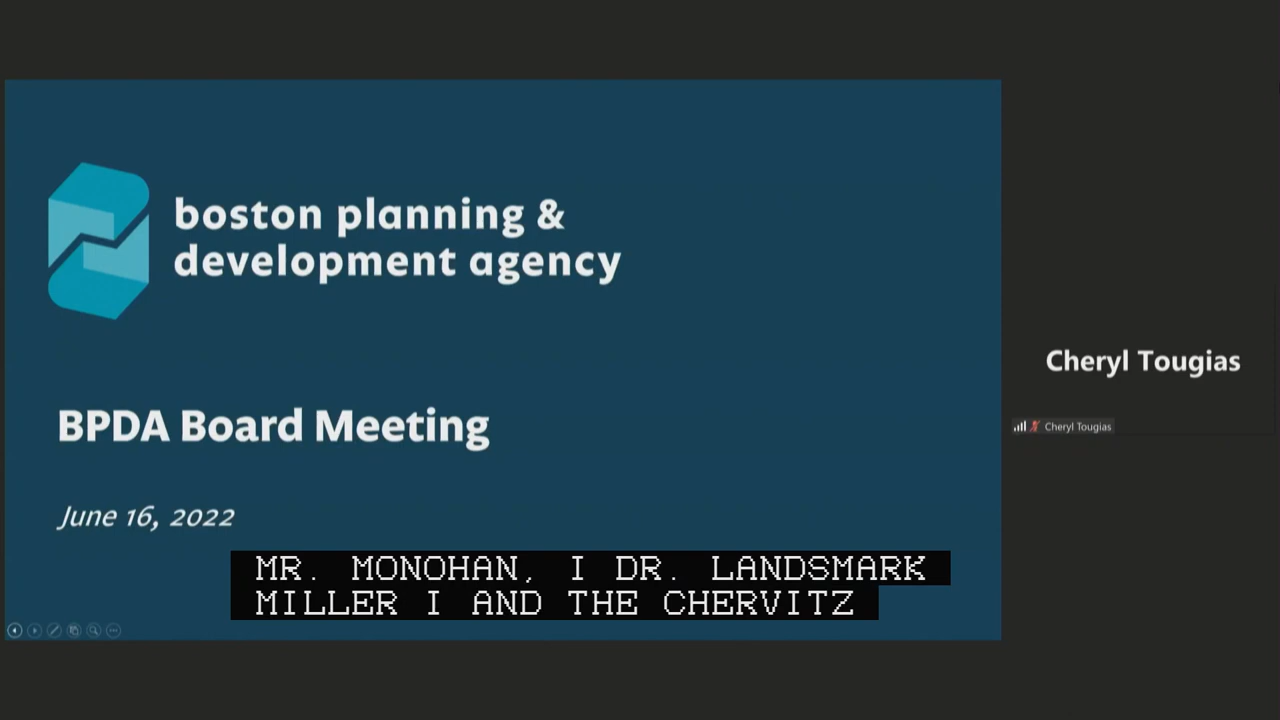 boston planning &
development agency
BPDA Board Meeting
June 16, 2022
MR. MONOHAN, I DR. LANDSMARK
MILLER I AND THE CHERVITZ
Cheryl Tougias
Cheryl Tougias